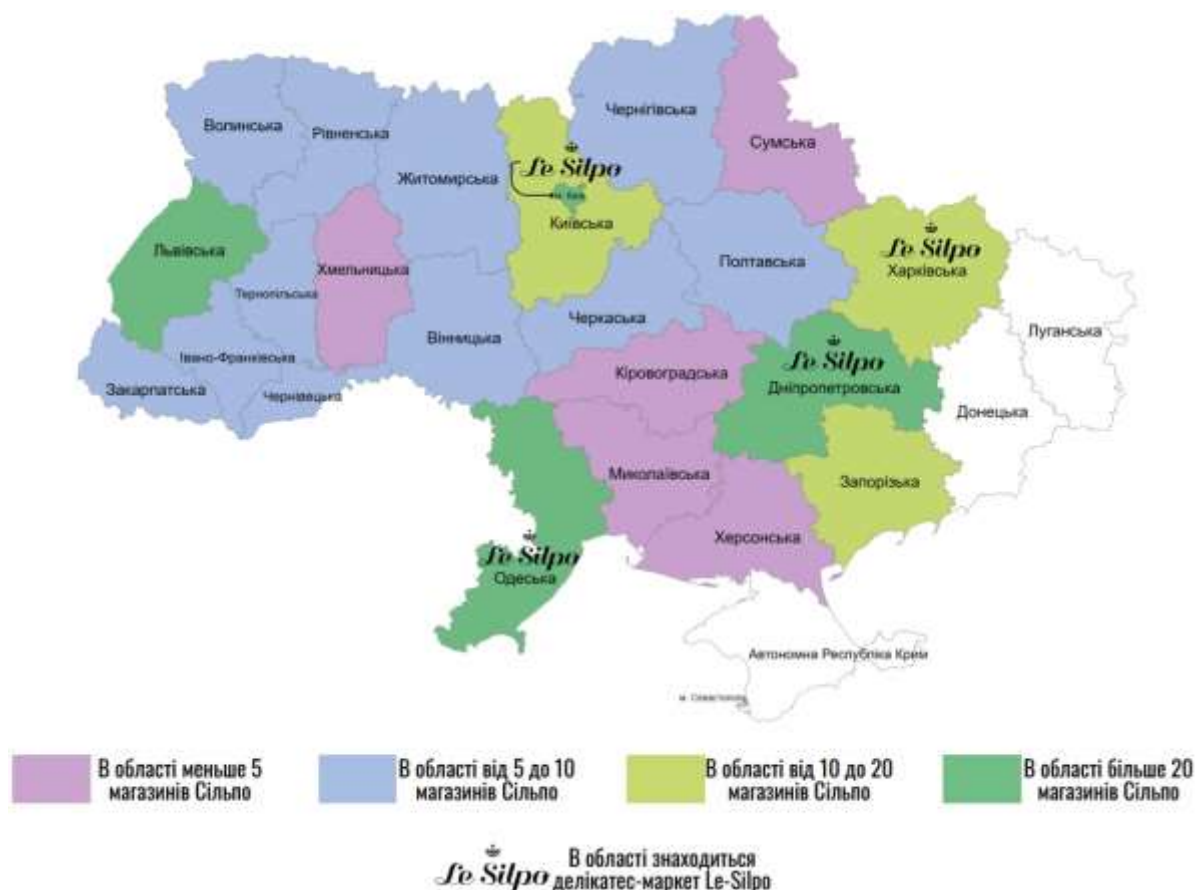 Чернігівська
Волинська
Рівненська
Сумська
Le Silpo
Житомирська
м. Київ
Київська
Львівська
Le Silpo
Харківська
Хмельницька
Полтавська
Тернопільська
Черкаська
Луганська
Вінницька
Івано-Франківська
Le Silpo
Кіровоградська
Дніпропетровська
Закарпатська
Чернівецька
Донецька
Миколаївська
Запорізька
Херсонська
Le Silpo
Одеська
Автономна Республіка Крим
м. Севастополь
В області меньше 5
магазинів Сільпо
В області від 5 до 10
магазинів Сільпо
В області від 10 до 20
магазинів Сільпо
В області більше 20
магазинів Сільпо
Le Silpo
В області знаходиться
делікатес-маркет Le-Silpo